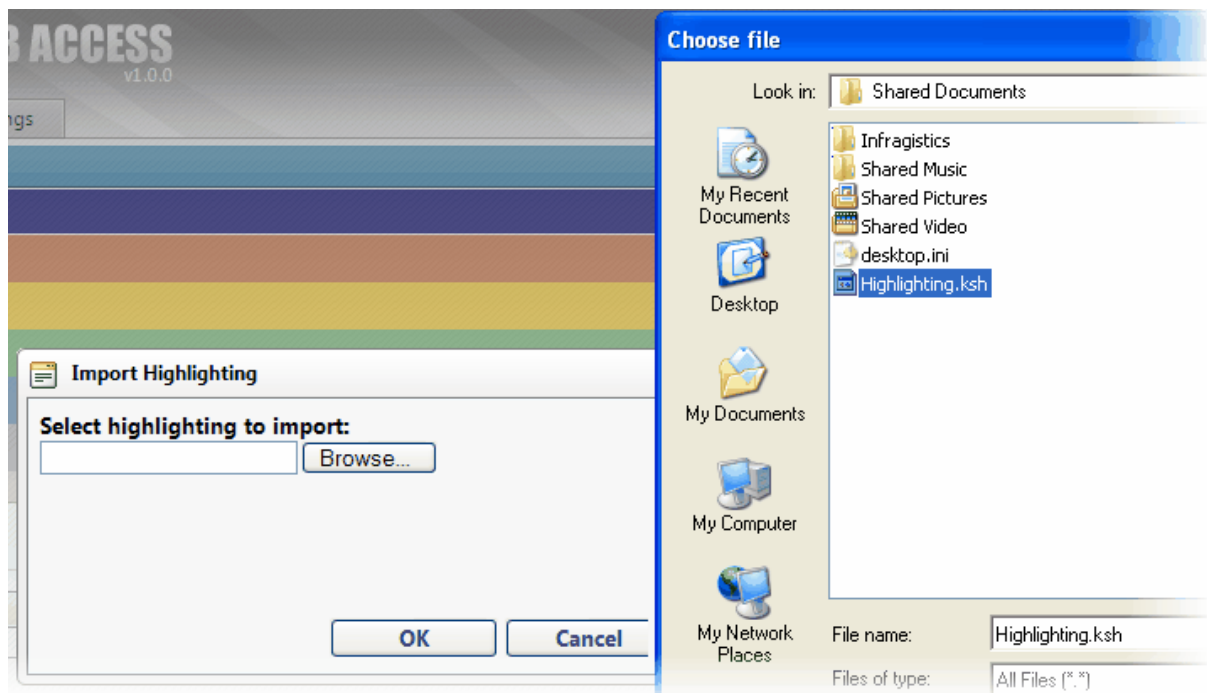 ACCESS
v1.0.0
Import Highlighting
Select highlighting to import:
Browse...
OK
Cancel
Choose file
Look in:
Shared Documents
My Recent
Documents
Desktop
My Documents
My Computer
My Network
Places
Infragistics
Shared Music
Shared Pictures
Shared Video
desktop.ini
Highlighting.ksh
File name:
Highlighting.ksh
Files of type:
All Files (*.*)